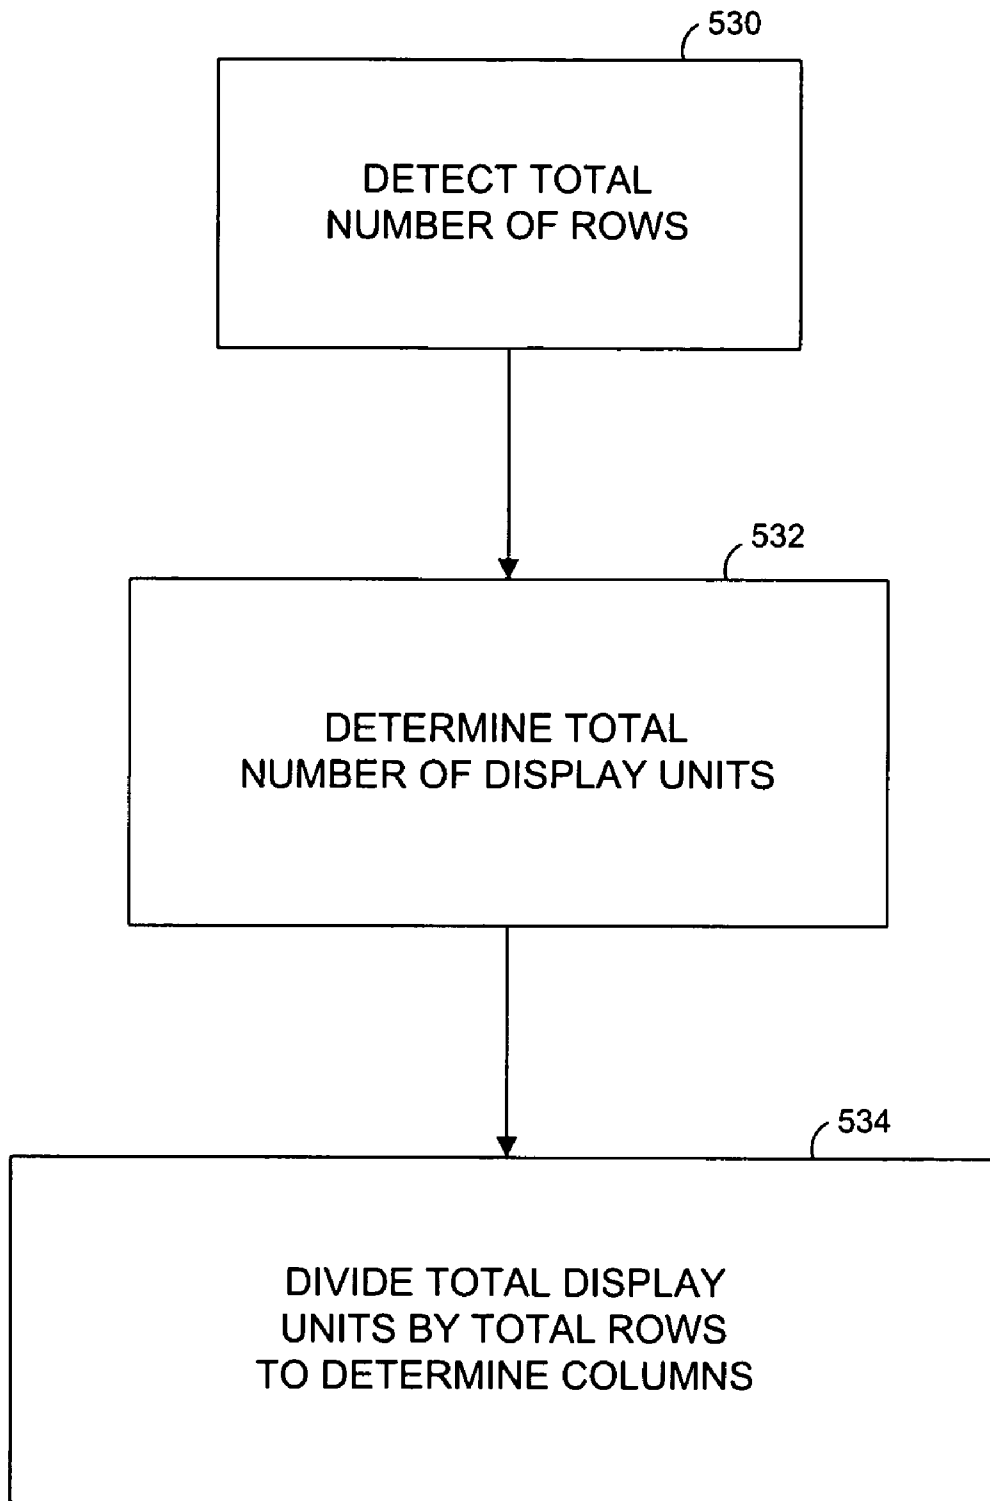 530
DETECT TOTAL
NUMBER OF ROWS
532
DETERMINE TOTAL
NUMBER OF DISPLAY UNITS
534
DIVIDE TOTAL DISPLAY
UNITS BY TOTAL ROWS
TO DETERMINE COLUMNS